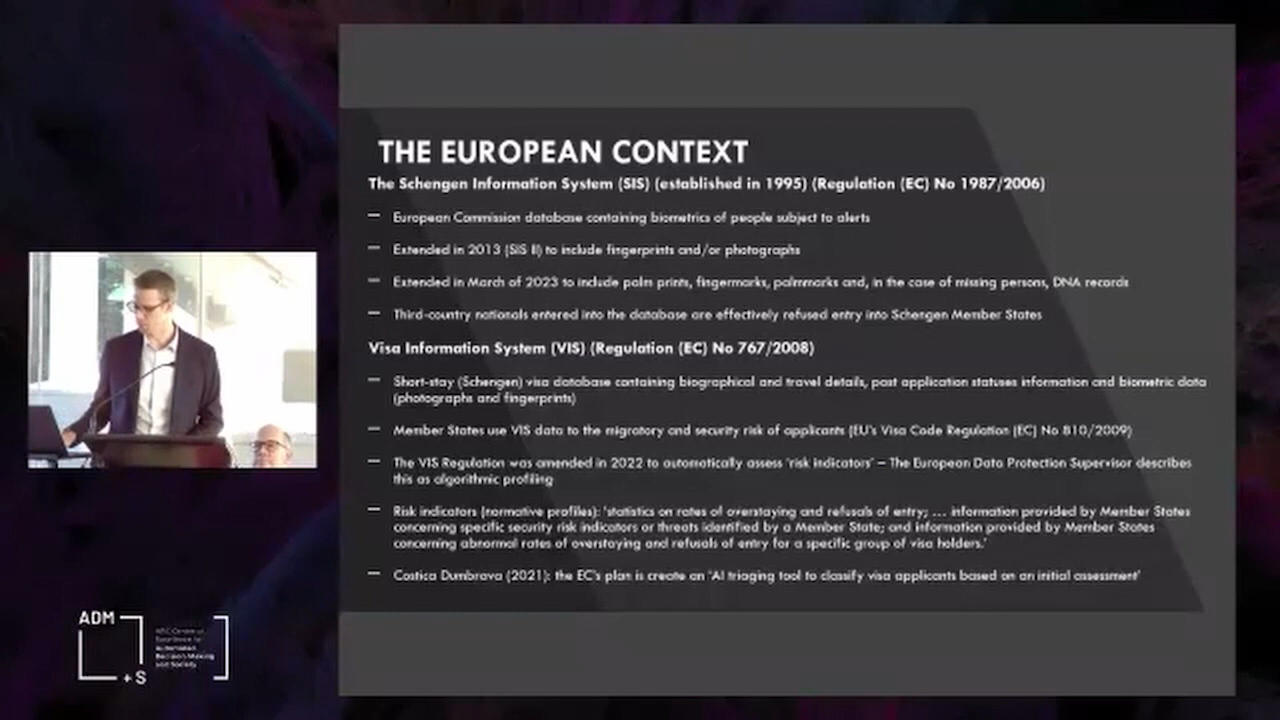 THE EUROPEAN CONTEXT
The Schengen Information System (SIS) (established in 1995) (Regulation (EC) No 1987/2006)
— European Commission database containing biometrics of people subject to alerts
— Extended in 2013 (SIS II) to include fingerprints and/or photographs
— Extended in March of 2023 to include palm prints, fingermarks, palmmarks and, in the case of missing persons, DNA records
— Third-country nationals entered into the database are effectively refused entry into Schengen Member States
Visa Information System (VIS) (Regulation (EC) No 767/2008)
— Short-stay (Schengen) visa database containing biographical and travel details, past application statuses information and biometric data
(photographs and fingerprints)
— Member States use VIS data to the migratory and security risk of applicants (EU's Visa Code Regulation (EC) No 810/2009)
— The VIS Regulation was amended in 2022 to automatically assess 'risk indicators' – The European Data Protection Supervisor describes
this as algorithmic profiling
— Risk indicators (normative profiles): 'statistics on rates of overstaying and refusals of entry; ... information provided by Member States
concerning specific security risk indicators or threats identified by a Member State; and information provided by Member States
concerning abnormal rates of overstaying and refusals of entry for a specific group of visa holders.'
— Costica Dumbrava (2021): the EC's plan is create an 'AI triaging tool to classify visa applicants based on an initial assessment'
ADM
+ S
ARC Centre of
Excellence for
Automated
Decision-Making
and Society